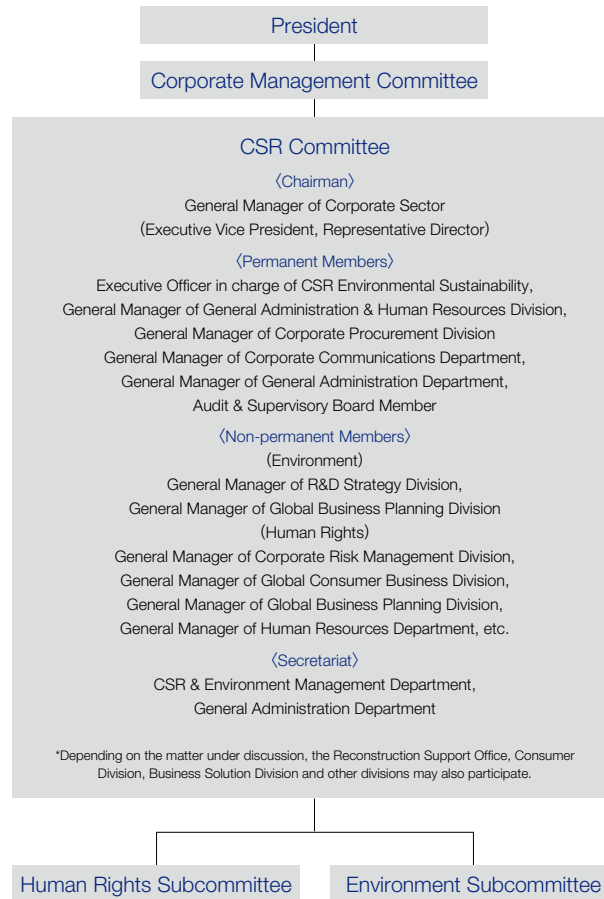 President
Corporate Management Committee
CSR Committee
〈Chairman〉
General Manager of Corporate Sector
(Executive Vice President, Representative Director)
〈Permanent Members〉
Executive Officer in charge of CSR Environmental Sustainability,
General Manager of General Administration & Human Resources Division,
General Manager of Corporate Procurement Division
General Manager of Corporate Communications Department,
General Manager of General Administration Department,
Audit & Supervisory Board Member
〈Non-permanent Members〉
(Environment)
General Manager of R&D Strategy Division,
General Manager of Global Business Planning Division
(Human Rights)
General Manager of Corporate Risk Management Division,
General Manager of Global Consumer Business Division,
General Manager of Global Business Planning Division,
General Manager of Human Resources Department, etc.
〈Secretariat〉
CSR & Environment Management Department,
General Administration Department
*Depending on the matter under discussion, the Reconstruction Support Office, Consumer
Division, Business Solution Division and other divisions may also participate.
Human Rights Subcommittee
Environment Subcommittee